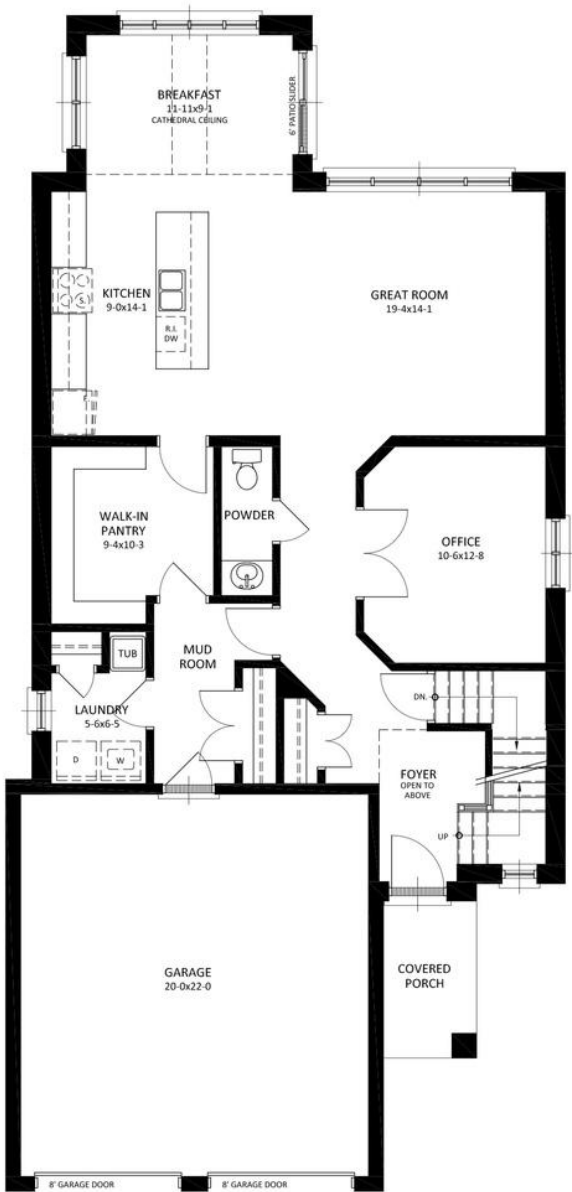 BREAKFAST
11-11x9-1
CATHEDRAL CEILING
6' PATIO SLIDER
KITCHEN
9-0x14-1
S.
R.I.
DW
GREAT ROOM
19-4x14-1
F
WALK-IN
PANTRY
9-4x10-3
POWDER
OFFICE
10-6x12-8
TUB
MUD
ROOM
LAUNDRY
5-6x6-5
D
W
DN.
FOYER
OPEN TO
ABOVE
UP
GARAGE
20-0x22-0
COVERED
PORCH
8' GARAGE DOOR
8' GARAGE DOOR